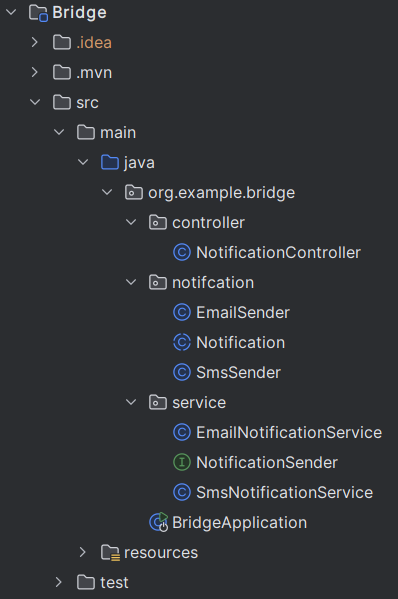 Bridge
.idea
.mvn
src
main
java
org.example.bridge
controller
NotificationController
notifcation
EmailSender
Notification
SmsSender
service
EmailNotificationService
NotificationSender
SmsNotificationService
BridgeApplication
resources
test